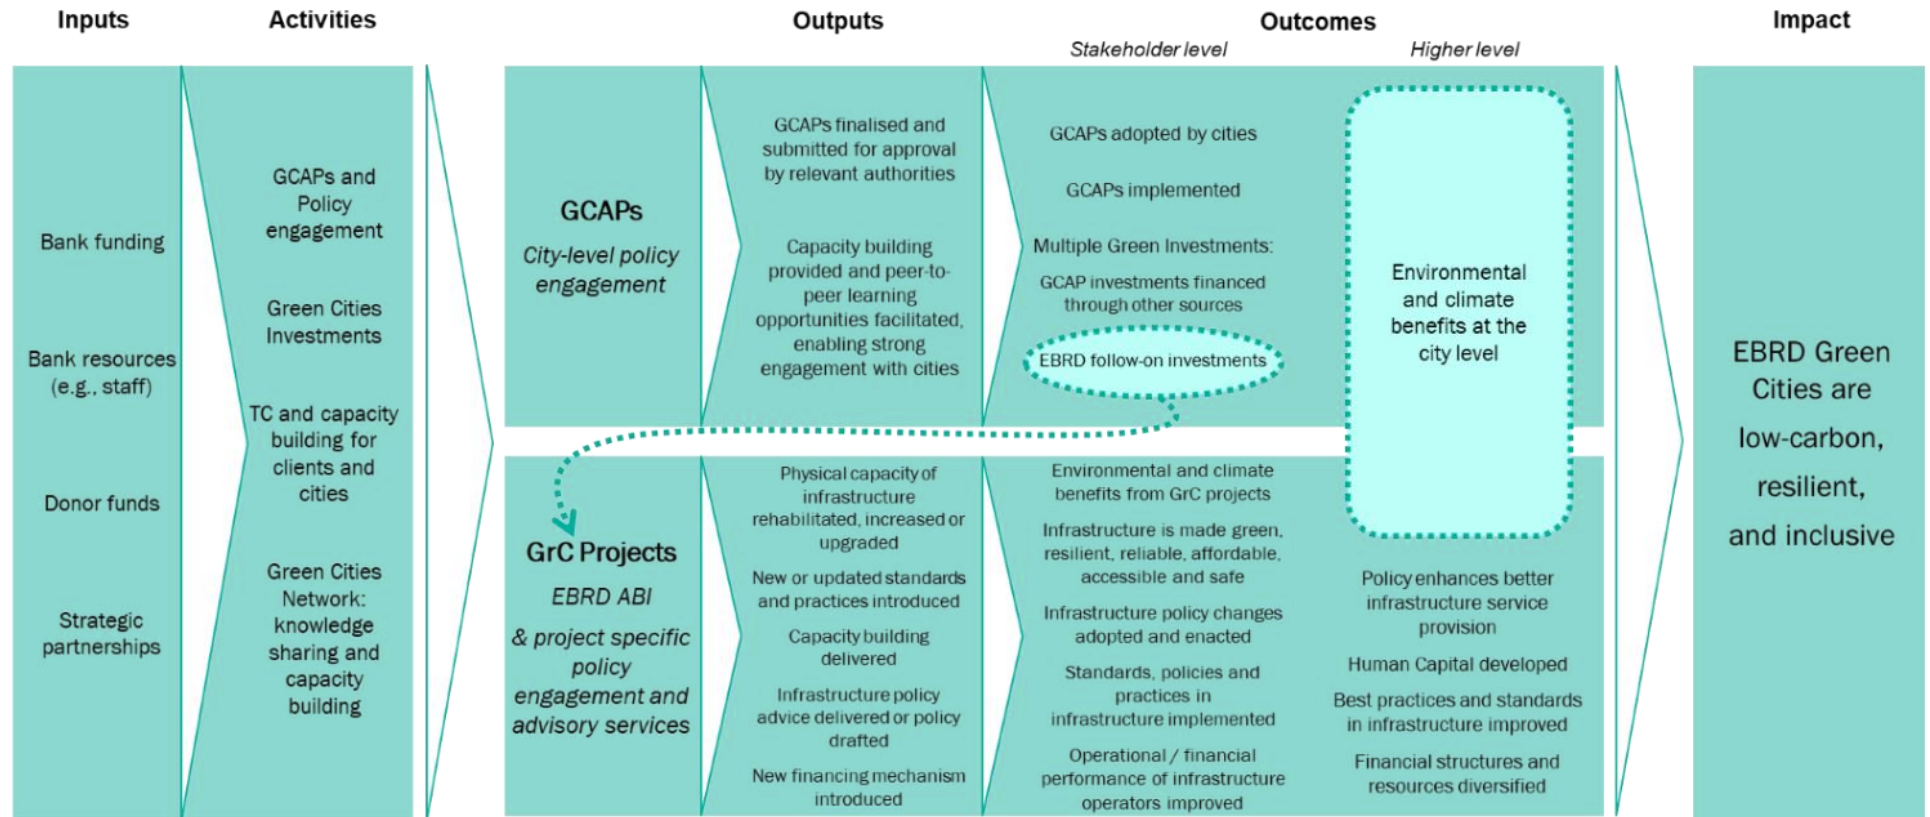 Inputs
Activities
Outputs
Outcomes
Impact
Stakeholder level
Higher level
Bank funding
Bank resources
(e.g., staff)
Donor funds
Strategic
partnerships
GCAPs and
Policy
engagement
Green Cities
Investments
TC and capacity
building for
clients and
cities
Green Cities
Network:
knowledge
sharing and
capacity
building
GCAPs
City-level policy
engagement
GCAPs finalised and
submitted for approval
by relevant authorities
Capacity building
provided and peer-to-
peer learning
opportunities facilitated,
enabling strong
engagement with cities
GCAPs adopted by cities
GCAPs implemented
Multiple Green Investments:
GCAP investments financed
through other sources
EBRD follow-on investments
Environmental
and climate
benefits at the
city level
GrC Projects
EBRD ABI
& project specific
policy
engagement and
advisory services
Physical capacity of
infrastructure
rehabilitated, increased or
upgraded
New or updated standards
and practices introduced
Capacity building
delivered
Infrastructure policy
advice delivered or policy
drafted
New financing mechanism
introduced
Environmental and climate
benefits from GrC projects
Infrastructure is made green,
resilient, reliable, affordable,
accessible and safe
Infrastructure policy changes
adopted and enacted
Standards, policies and
practices in
infrastructure implemented
Operational / financial
performance of infrastructure
operators improved
Policy enhances better
infrastructure service
provision
Human Capital developed
Best practices and standards
in infrastructure improved
Financial structures and
resources diversified
EBRD Green
Cities are
low-carbon,
resilient,
and inclusive